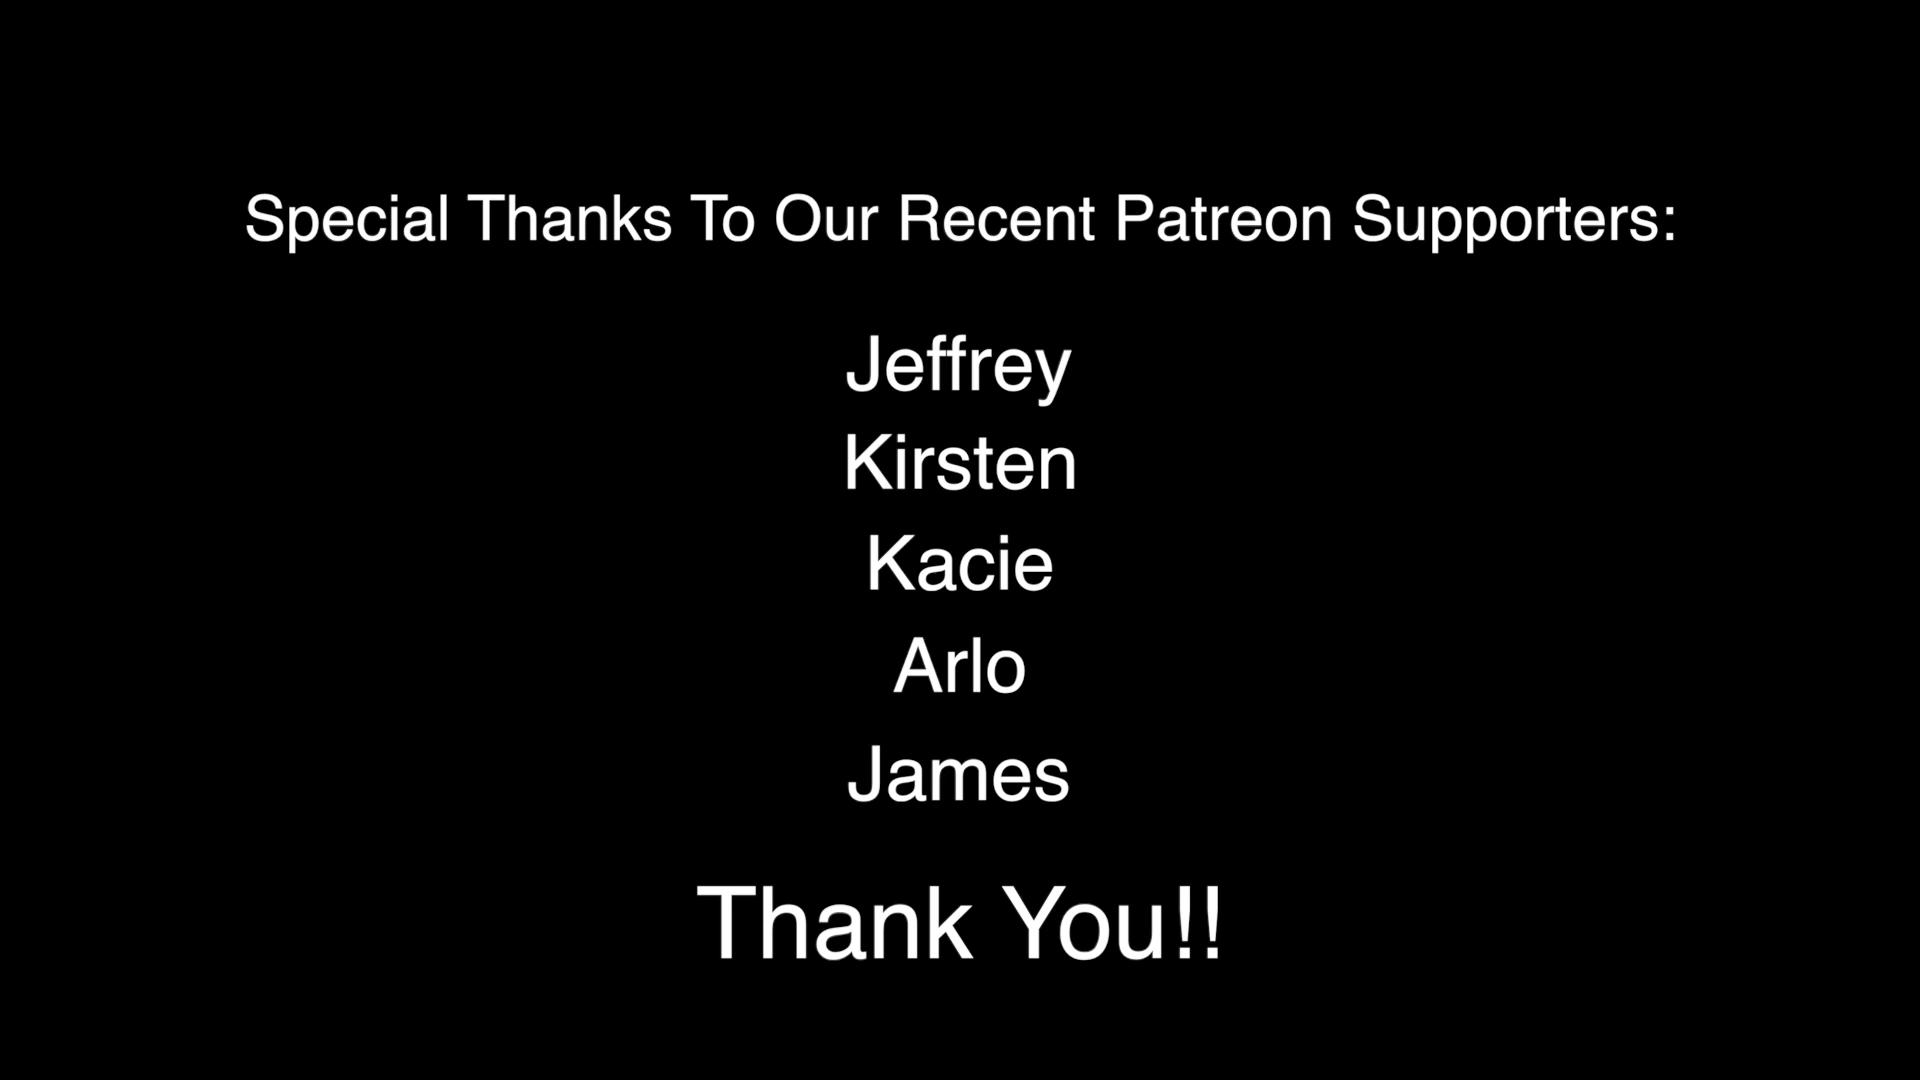 Special Thanks To Our Recent Patreon Supporters:
Jeffrey
Kirsten
Kacie
Arlo
James
Thank You!!